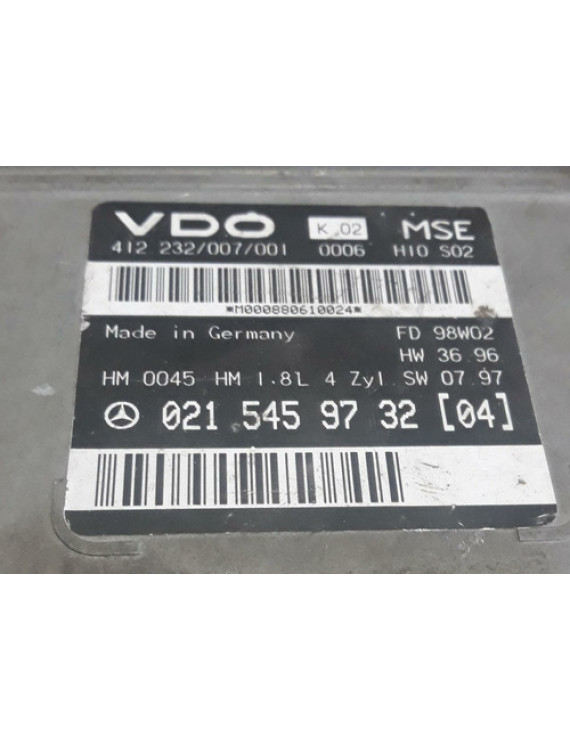 VDO K.02 MSE
412 232/007/001 0006 H10 S02
*M000880610024*
Made in Germany FD 98W02
HW 36.96
HM 0045 HM 1.8L 4 Zyl. SW 07.97
021 545 97 32 [04]